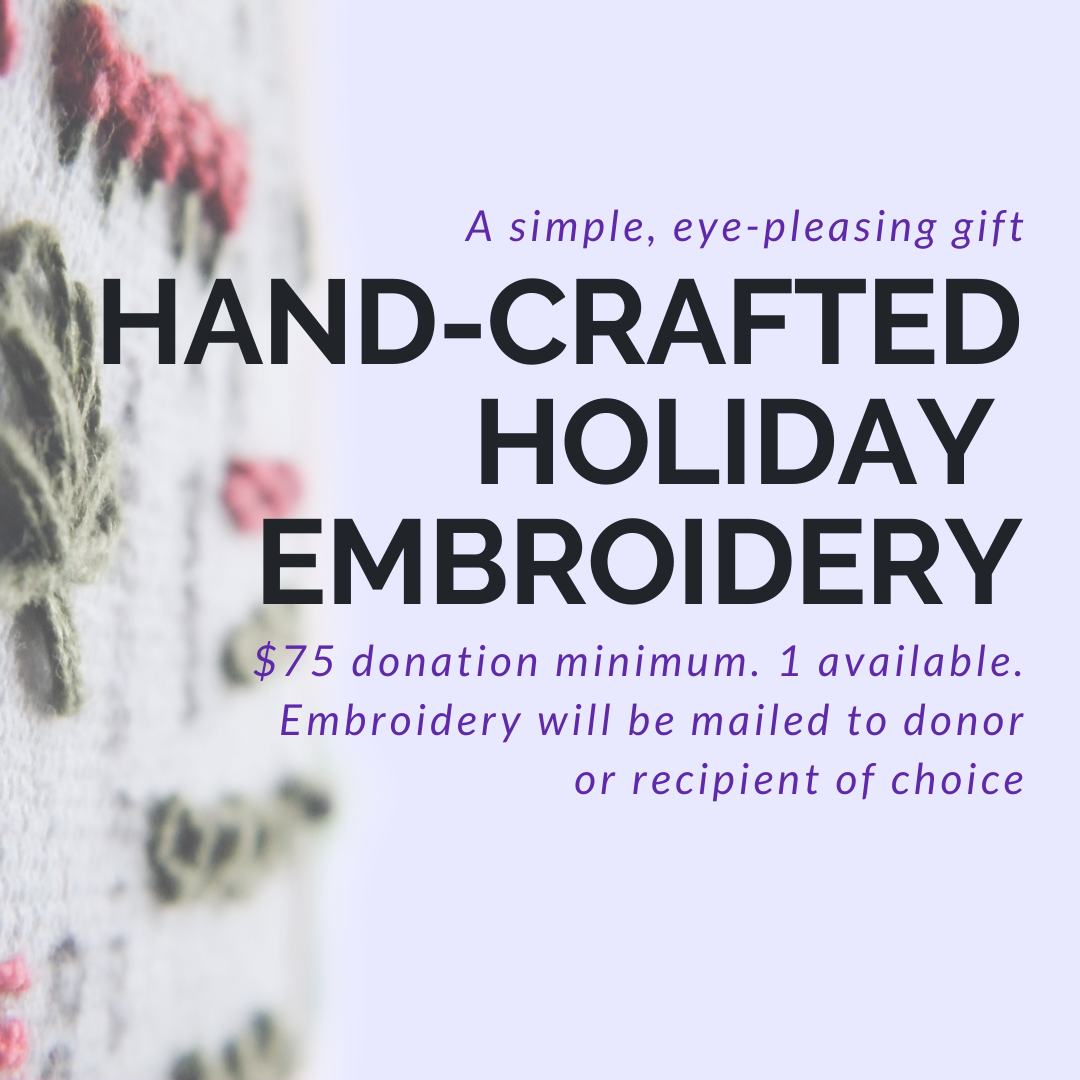 A simple, eye-pleasing gift
HAND-CRAFTED
HOLIDAY
EMBROIDERY
$75 donation minimum. 1 available.
Embroidery will be mailed to donor
or recipient of choice